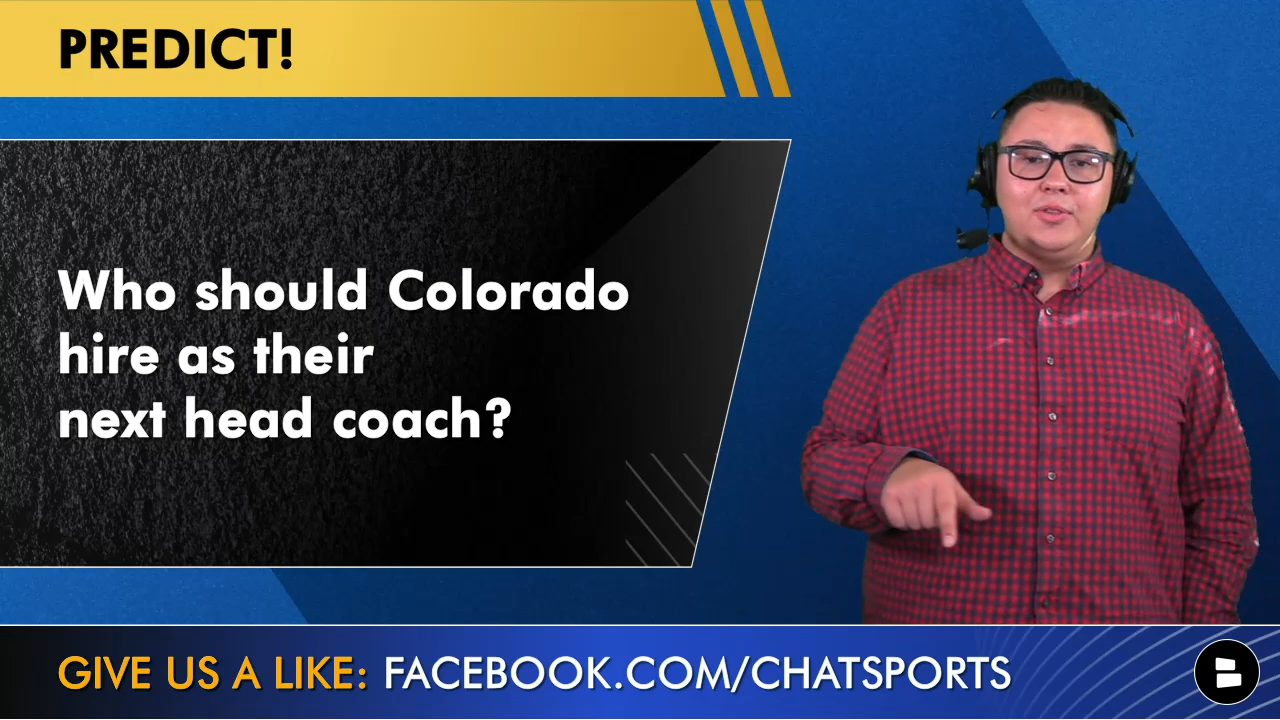 PREDICT!
Who should Colorado
hire as their
next head coach?
GIVE US A LIKE: FACEBOOK.COM/CHATSPORTS